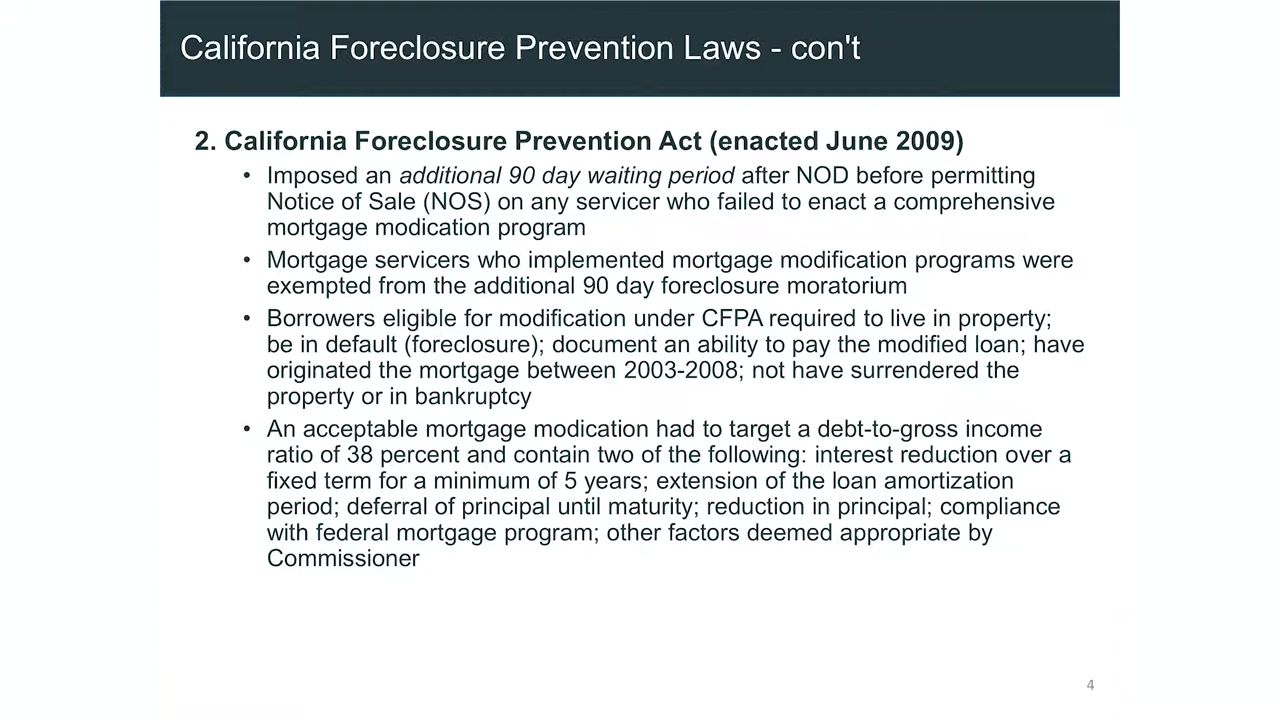 California Foreclosure Prevention Laws - con't
2. California Foreclosure Prevention Act (enacted June 2009)
• Imposed an additional 90 day waiting period after NOD before permitting
Notice of Sale (NOS) on any servicer who failed to enact a comprehensive
mortgage modication program
• Mortgage servicers who implemented mortgage modification programs were
exempted from the additional 90 day foreclosure moratorium
• Borrowers eligible for modification under CFPA required to live in property;
be in default (foreclosure); document an ability to pay the modified loan; have
originated the mortgage between 2003-2008; not have surrendered the
property or in bankruptcy
• An acceptable mortgage modication had to target a debt-to-gross income
ratio of 38 percent and contain two of the following: interest reduction over a
fixed term for a minimum of 5 years; extension of the loan amortization
period; deferral of principal until maturity; reduction in principal; compliance
with federal mortgage program; other factors deemed appropriate by
Commissioner
4